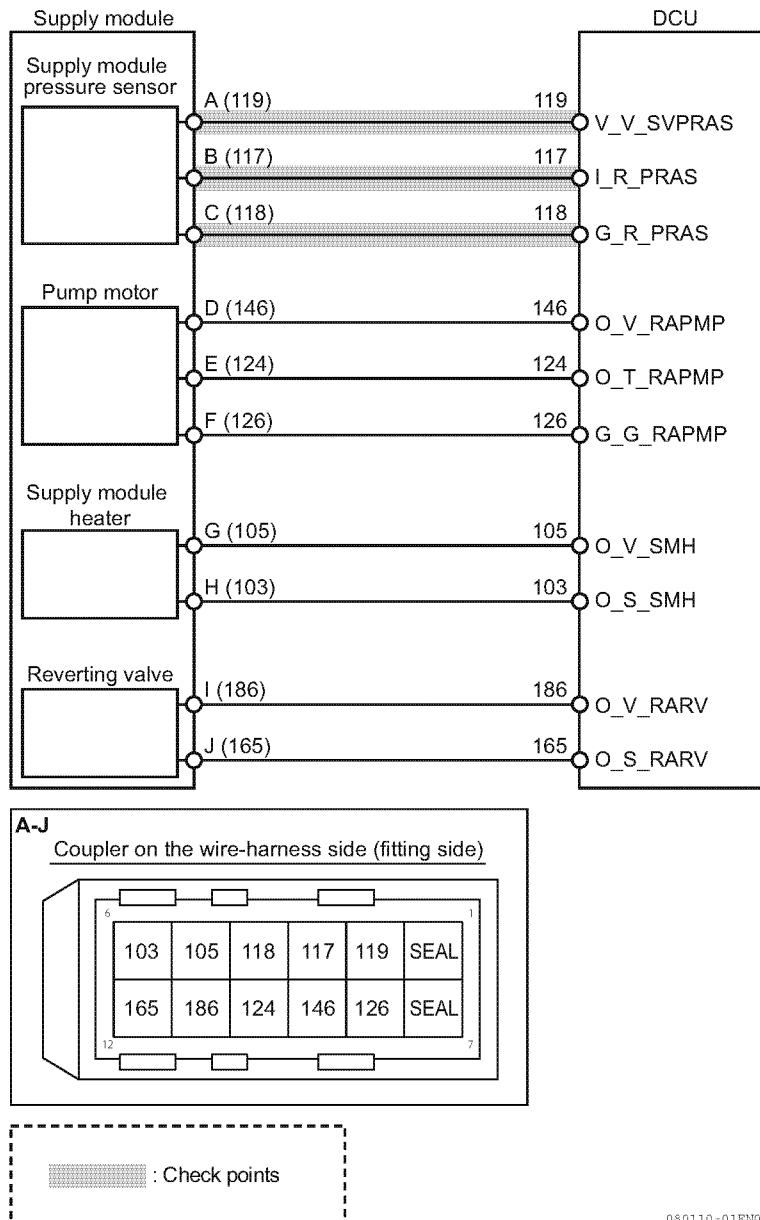 Supply module
DCU
Supply module
pressure sensor
A (119)
119
V_V_SVPRAS
B (117)
117
I_R_PRAS
C (118)
118
G_R_PRAS
Pump motor
D (146)
146
O_V_RAPMP
E (124)
124
O_T_RAPMP
F (126)
126
G_G_RAPMP
Supply module
heater
G (105)
105
O_V_SMH
H (103)
103
O_S_SMH
Reverting valve
I (186)
186
O_V_RARV
J (165)
165
O_S_RARV
A-J
Coupler on the wire-harness side (fitting side)
6 1
103 105 118 117 119 SEAL
165 186 124 146 126 SEAL
12 7
: Check points